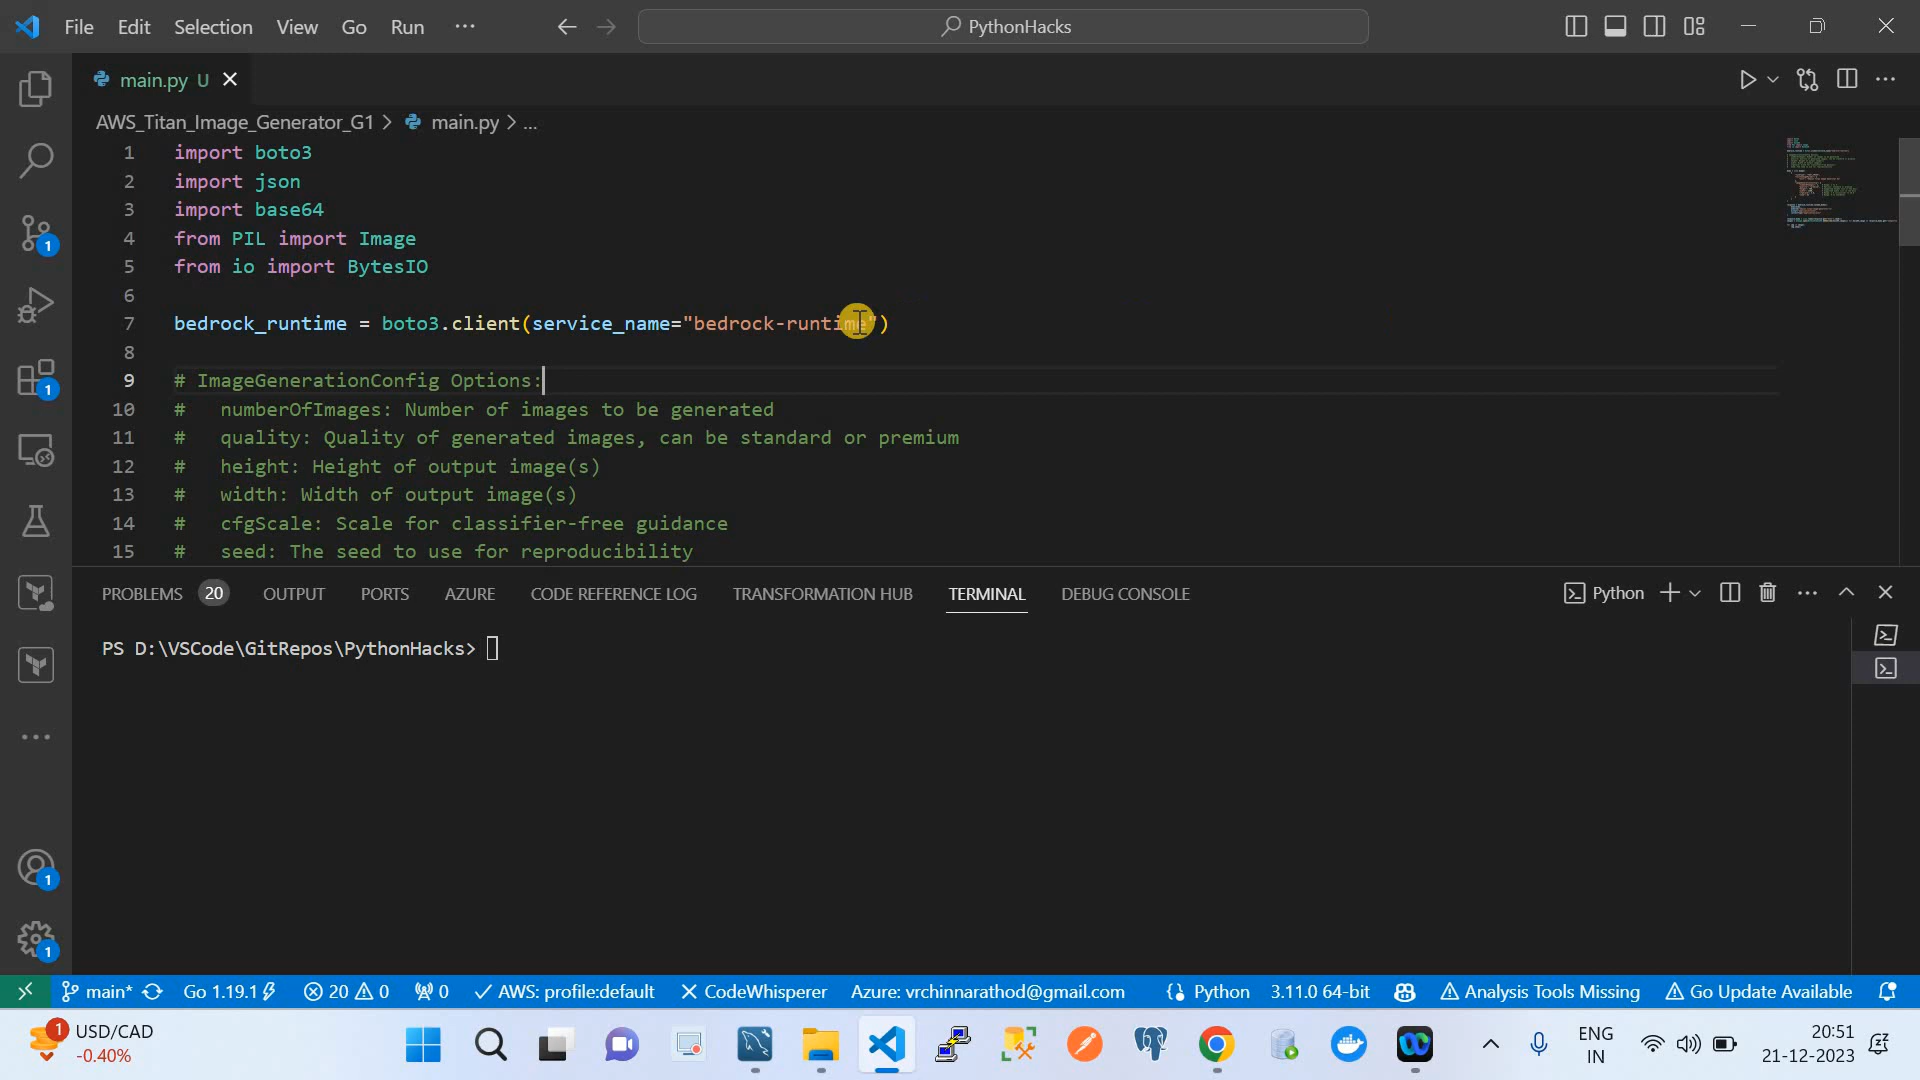 File Edit Selection View Go Run ···
PythonHacks
main.py U
AWS_Titan_Image_Generator_G1 > main.py > ...
1 import boto3
2 import json
3 import base64
4 from PIL import Image
5 from io import BytesIO
6
7 bedrock_runtime = boto3.client(service_name="bedrock-runtime")
8
9 # ImageGenerationConfig Options:
10 #   numberOfImages: Number of images to be generated
11 #   quality: Quality of generated images, can be standard or premium
12 #   height: Height of output image(s)
13 #   width: Width of output image(s)
14 #   cfgScale: Scale for classifier-free guidance
15 #   seed: The seed to use for reproducibility
PROBLEMS 20 OUTPUT PORTS AZURE CODE REFERENCE LOG TRANSFORMATION HUB TERMINAL DEBUG CONSOLE Python
PS D:\VSCode\GitRepos\PythonHacks>
1
1
1
1
main* Go 1.19.1 20 0 0 AWS: profile:default CodeWhisperer Azure: vrchinnarathod@gmail.com Python 3.11.0 64-bit Analysis Tools Missing Go Update Available
1 USD/CAD
-0.40%
ENG
IN
20:51
21-12-2023